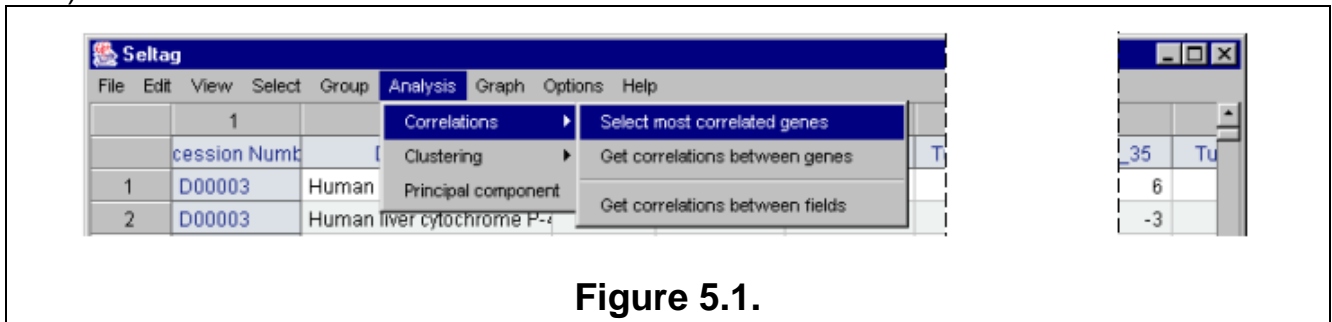 Seltag
File Edit View Select Group Analysis Graph Options Help
1
Correlations Select most correlated genes
cession Numb Clustering Get correlations between genes _35 Tu
1 D00003 Human Principal component 6
Get correlations between fields
2 D00003 Human liver cytochrome P-4 -3
Figure 5.1.